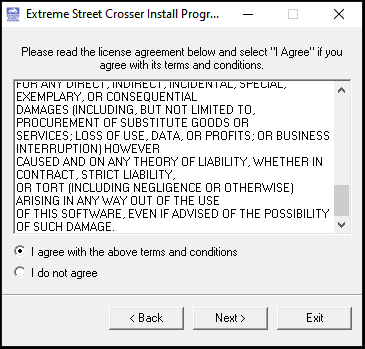 Extreme Street Crosser Install Progr...
Please read the license agreement below and select "I Agree" if you
agree with its terms and conditions.
FOR ANY DIRECT, INDIRECT, INCIDENTAL, SPECIAL,
EXEMPLARY, OR CONSEQUENTIAL
DAMAGES (INCLUDING, BUT NOT LIMITED TO,
PROCUREMENT OF SUBSTITUTE GOODS OR
SERVICES; LOSS OF USE, DATA, OR PROFITS; OR BUSINESS
INTERRUPTION) HOWEVER
CAUSED AND ON ANY THEORY OF LIABILITY, WHETHER IN
CONTRACT, STRICT LIABILITY,
OR TORT (INCLUDING NEGLIGENCE OR OTHERWISE)
ARISING IN ANY WAY OUT OF THE USE
OF THIS SOFTWARE, EVEN IF ADVISED OF THE POSSIBILITY
OF SUCH DAMAGE.
I agree with the above terms and conditions
I do not agree
< Back Next > Exit